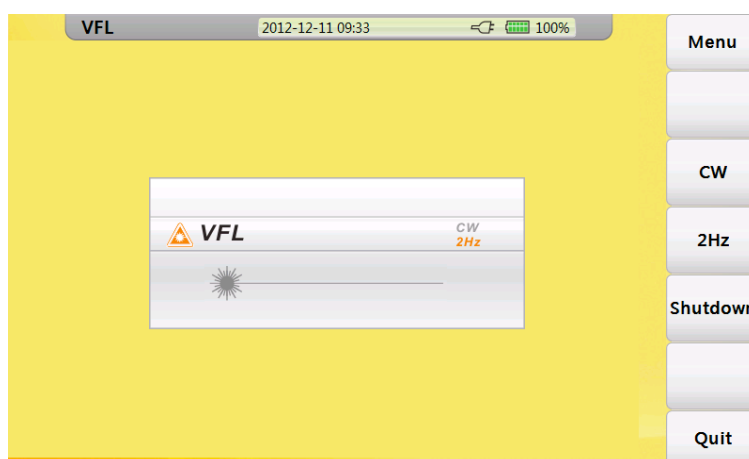 VFL 2012-12-11 09:33 100%
Menu
CW
2Hz
Shutdown
Quit
VFL CW
2Hz